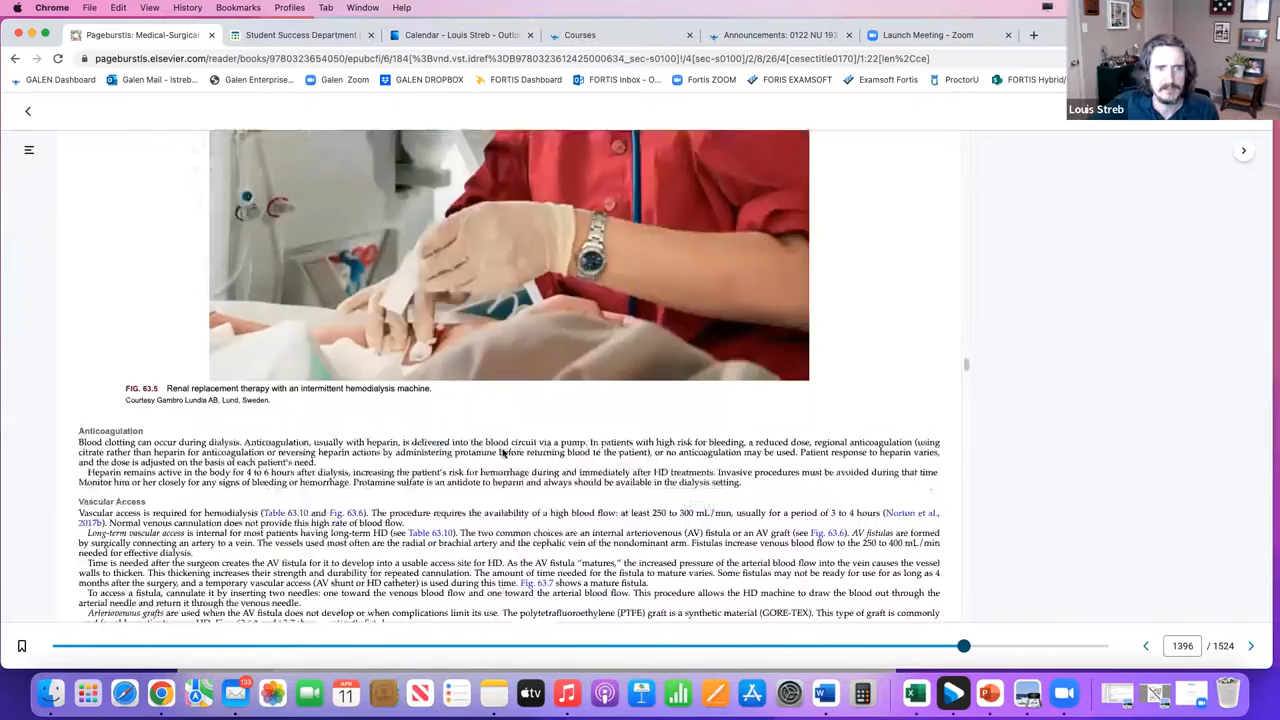 Chrome File Edit View History Bookmarks Profiles Tab Window Help
Pageburstls: Medical-Surgical
Student Success Department
Calendar - Louis Streb - Outlo
Courses
Announcements: 0122 NU 193
Launch Meeting - Zoom
pageburstls.elsevier.com/reader/books/9780323654050/epubcfi/6/184[%3Bvnd.vst.idref%3DB9780323612425000634_sec-s0100]!/4[sec-s0100]/2/8/26/4[cesectitle0170]/1:22[len%2Cce]
GALEN Dashboard
Galen Mail - lstreb...
Galen Enterprise...
Galen Zoom
GALEN DROPBOX
FORTIS Dashboard
FORTIS Inbox - O...
Fortis ZOOM
FORIS EXAMSOFT
Examsoft Fortis
ProctorU
FORTIS Hybrid/
Louis Streb
FIG. 63.5 Renal replacement therapy with an intermittent hemodialysis machine.
Courtesy Gambro Lundia AB, Lund, Sweden.
Anticoagulation
Blood clotting can occur during dialysis. Anticoagulation, usually with heparin, is delivered into the blood circuit via a pump. In patients with high risk for bleeding, a reduced dose, regional anticoagulation (using
citrate rather than heparin for anticoagulation or reversing heparin actions by administering protamine before returning blood to the patient), or no anticoagulation may be used. Patient response to heparin varies,
and the dose is adjusted on the basis of each patient's need.
Heparin remains active in the body for 4 to 6 hours after dialysis, increasing the patient's risk for hemorrhage during and immediately after HD treatments. Invasive procedures must be avoided during that time
Monitor him or her closely for any signs of bleeding or hemorrhage. Protamine sulfate is an antidote to heparin and always should be available in the dialysis setting.
Vascular Access
Vascular access is required for hemodialysis (Table 63.10 and Fig. 63.6). The procedure requires the availability of a high blood flow: at least 250 to 300 mL/min, usually for a period of 3 to 4 hours (Norton et al.,
2017b). Normal venous cannulation does not provide this high rate of blood flow.
Long-term vascular access is internal for most patients having long-term HD (see Table 63.10). The two common choices are an internal arteriovenous (AV) fistula or an AV graft (see Fig. 63.6). AV fistulas are formed
by surgically connecting an artery to a vein. The vessels used most often are the radial or brachial artery and the cephalic vein of the nondominant arm. Fistulas increase venous blood flow to the 250 to 400 mL/min
needed for effective dialysis.
Time is needed after the surgeon creates the AV fistula for it to develop into a usable access site for HD. As the AV fistula “matures,” the increased pressure of the arterial blood flow into the vein causes the vessel
walls to thicken. This thickening increases their strength and durability for repeated cannulation. The amount of time needed for the fistula to mature varies. Some fistulas may not be ready for use for as long as 4
months after the surgery, and a temporary vascular access (AV shunt or HD catheter) is used during this time. Fig. 63.7 shows a mature fistula.
To access a fistula, cannulate it by inserting two needles: one toward the venous blood flow and one toward the arterial blood flow. This procedure allows the HD machine to draw the blood out through the
arterial needle and return it through the venous needle.
Arteriovenous grafts are used when the AV fistula does not develop or when complications limit its use. The polytetrafluoroethylene (PTFE) graft is a synthetic material (GORE-TEX). This type of graft is commonly
1396 / 1524
133
APR
11
tv